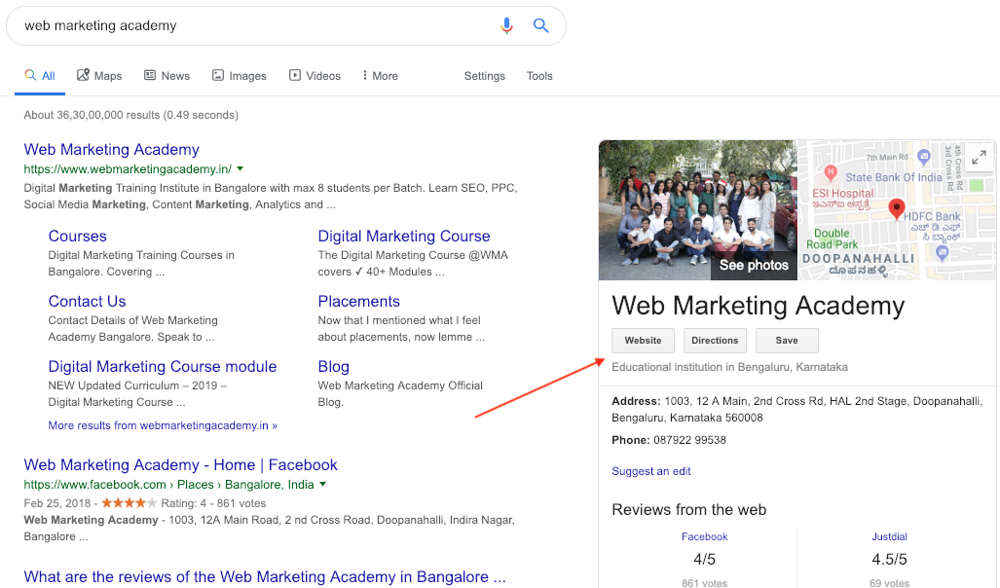 web marketing academy
All
Maps
News
Images
Videos
More
Settings
Tools
About 36,30,00,000 results (0.49 seconds)
Web Marketing Academy
https://www.webmarketingacademy.in/
Digital Marketing Training Institute in Bangalore with max 8 students per Batch. Learn SEO, PPC,
Social Media Marketing, Content Marketing, Analytics and ...
Courses
Digital Marketing Training Courses in
Bangalore. Covering ...
Digital Marketing Course
The Digital Marketing Course @WMA
covers ✓ 40+ Modules ...
Contact Us
Contact Details of Web Marketing
Academy Bangalore. Speak to ...
Placements
Now that I mentioned what I feel
about placements, now lemme ...
Digital Marketing Course module
NEW Updated Curriculum – 2019 –
Digital Marketing Course ...
Blog
Web Marketing Academy Official
Blog.
More results from webmarketingacademy.in »
Web Marketing Academy - Home | Facebook
https://www.facebook.com › Places › Bangalore, India
Feb 25, 2018 - Rating: 4 - 861 votes
Web Marketing Academy - 1003, 12A Main Road, 2 nd Cross Road, Doopanahalli, Indira Nagar,
Bangalore ...
What are the reviews of the Web Marketing Academy in Bangalore ...
See photos
7th Main Rd
4th Cross Rd
3rd Cross Rd
State Bank Of India
H
ESI Hospital
ಇಎಸ್ಐ ಆಸ್ಪತ್ರೆ
HDFC Bank
ಎಚ್ ಡಿ ಎಫ್
ಸಿ ಬ್ಯಾಂಕ್
Double
Road Park
DOOPANAHALLI
ದೂಪನಹಳ್ಳಿ
Web Marketing Academy
Website
Directions
Save
Educational institution in Bengaluru, Karnataka
Address: 1003, 12 A Main, 2nd Cross Rd, HAL 2nd Stage, Doopanahalli,
Bengaluru, Karnataka 560008
Phone: 087922 99538
Suggest an edit
Reviews from the web
Facebook
4/5
861 votes
Justdial
4.5/5
69 votes